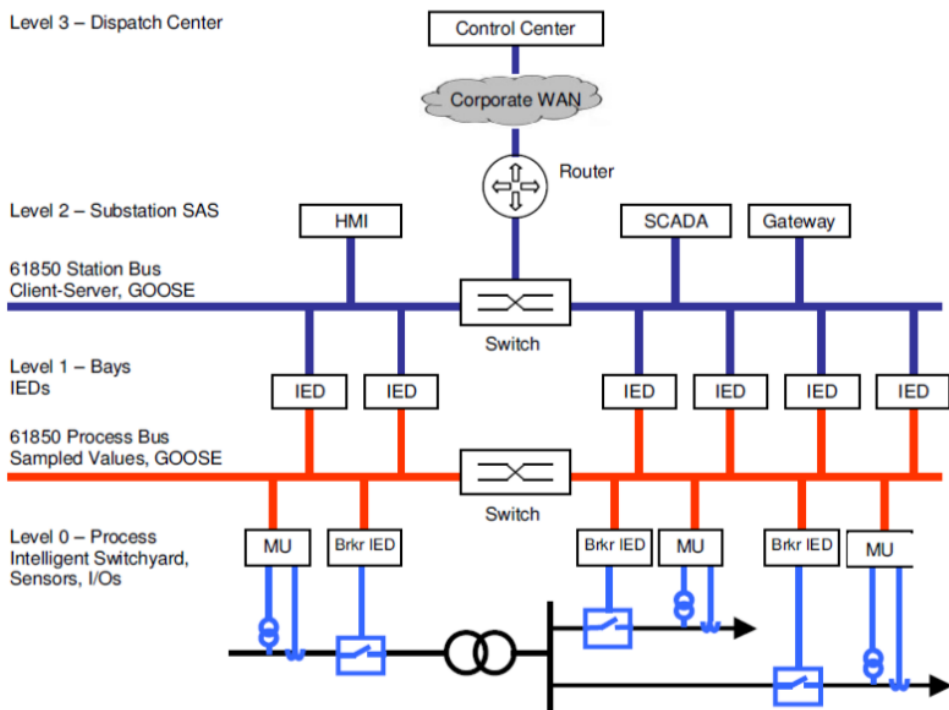 Level 3 – Dispatch Center
Control Center
Corporate WAN
Router
Level 2 – Substation SAS
HMI
SCADA
Gateway
61850 Station Bus
Client-Server, GOOSE
Switch
Level 1 – Bays
IEDs
IED
IED
IED
IED
IED
IED
61850 Process Bus
Sampled Values, GOOSE
Switch
Level 0 – Process
Intelligent Switchyard,
Sensors, I/Os
MU
Brkr IED
Brkr IED
MU
Brkr IED
MU